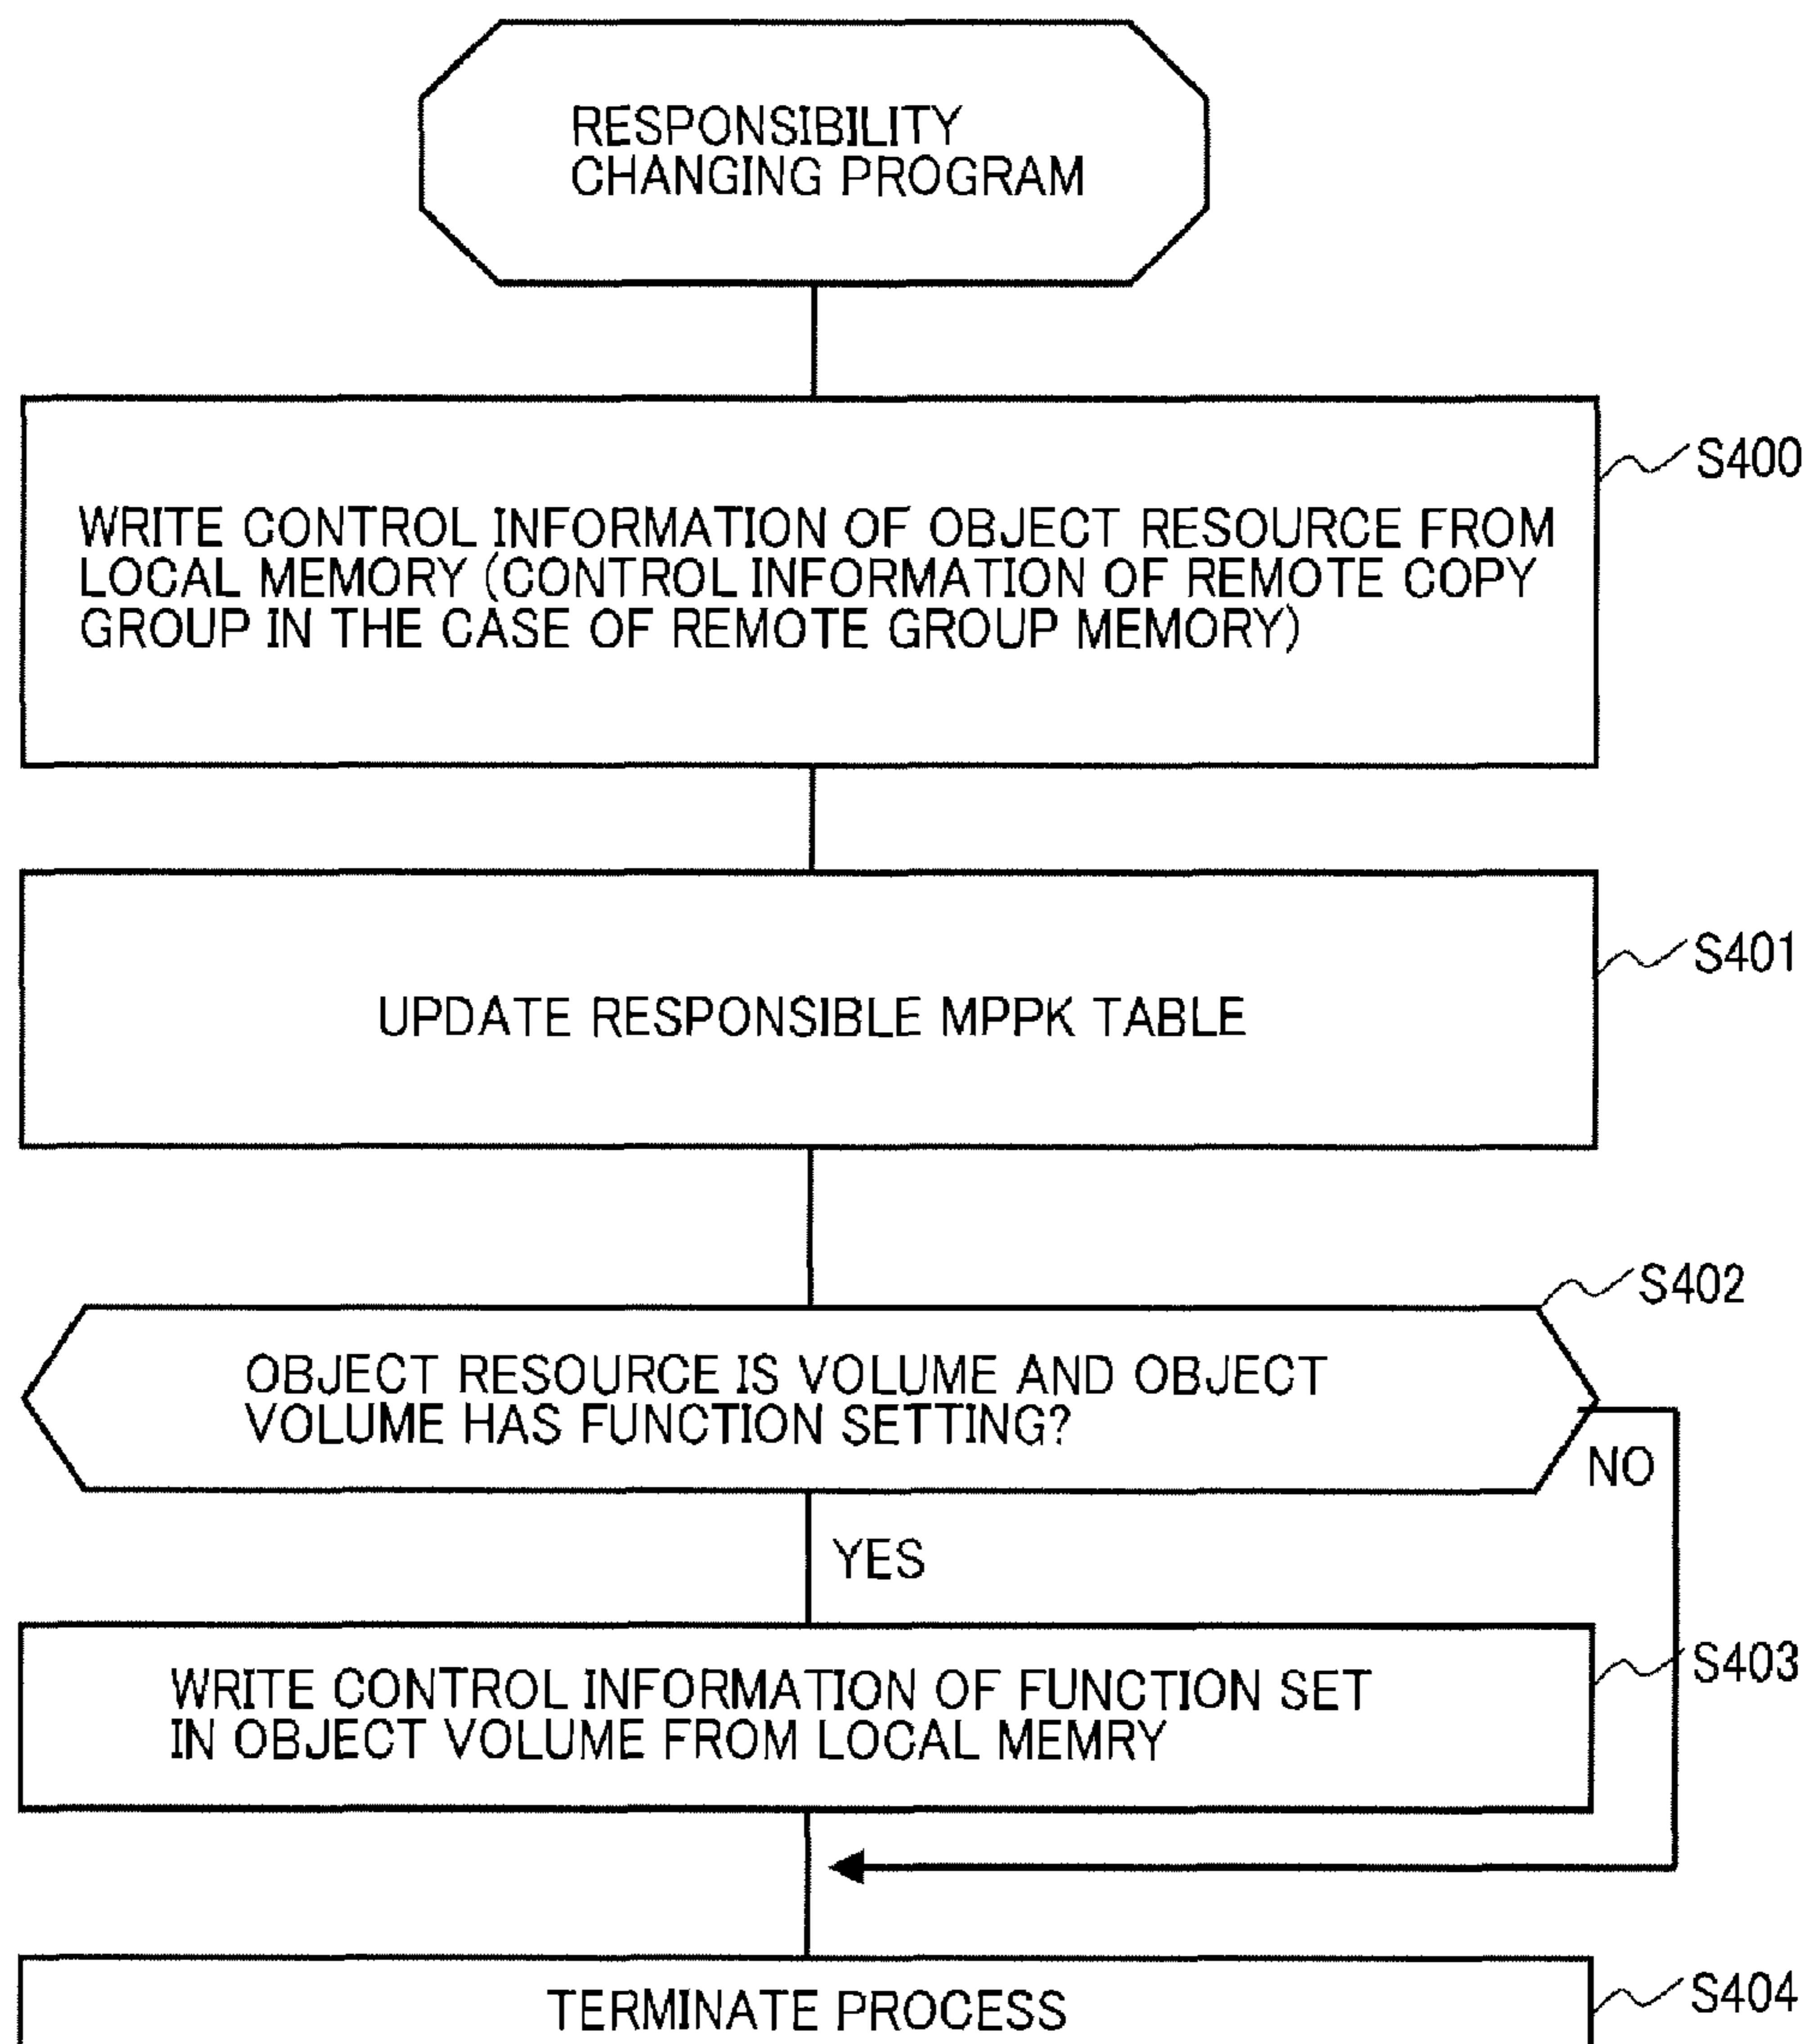 RESPONSIBILITY
CHANGING PROGRAM
S400
WRITE CONTROL INFORMATION OF OBJECT RESOURCE FROM
LOCAL MEMORY (CONTROL INFORMATION OF REMOTE COPY
GROUP IN THE CASE OF REMOTE GROUP MEMORY)
S401
UPDATE RESPONSIBLE MPPK TABLE
S402
OBJECT RESOURCE IS VOLUME AND OBJECT
VOLUME HAS FUNCTION SETTING?
NO
YES
S403
WRITE CONTROL INFORMATION OF FUNCTION SET
IN OBJECT VOLUME FROM LOCAL MEMRY
S404
TERMINATE PROCESS